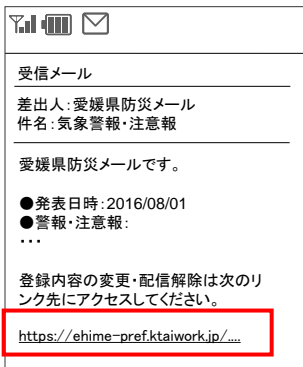 受信メール
差出人：愛媛県防災メール
件名：気象警報・注意報
愛媛県防災メールです。
●発表日時：2016/08/01
●警報・注意報：
・・・
登録内容の変更・配信解除は次のリ
ンク先にアクセスしてください。
https://ehime-pref.ktaiwork.jp/....